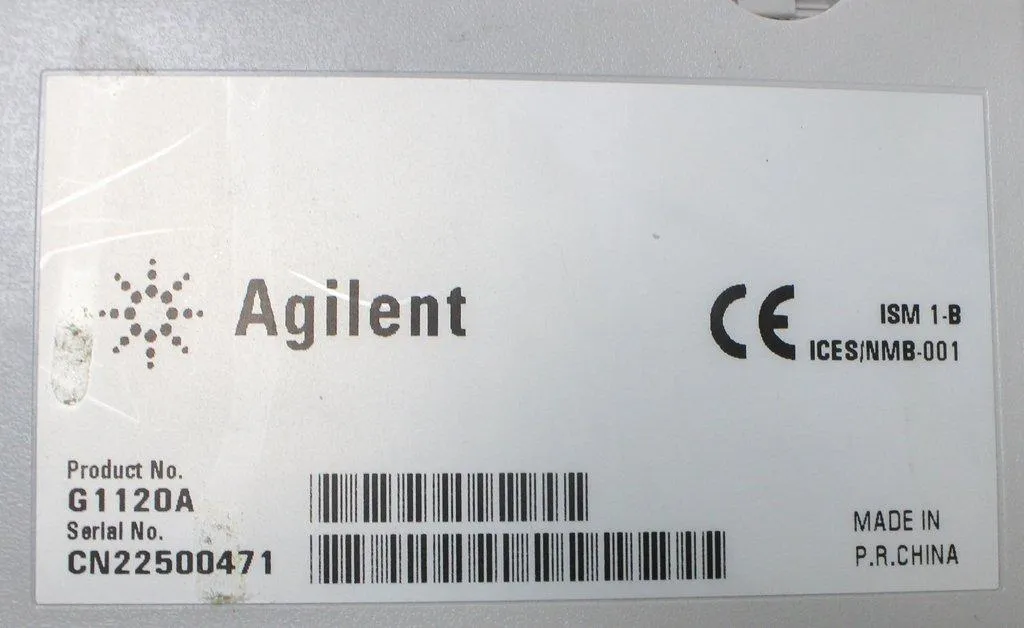 Agilent
CE
ISM 1-B
ICES/NMB-001
Product No.
G1120A
Serial No.
CN22500471
MADE IN
P.R.CHINA